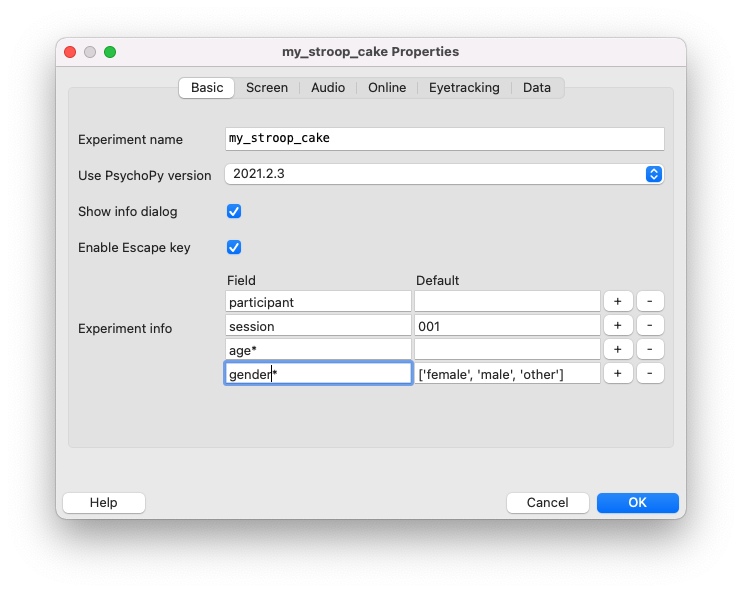 my_stroop_cake Properties
Basic Screen Audio Online Eyetracking Data
Experiment name my_stroop_cake
Use PsychoPy version 2021.2.3
Show info dialog
Enable Escape key
Field Default
participant + -
Experiment info session 001 + -
age* + -
gender* ['female', 'male', 'other'] + -
Help Cancel OK